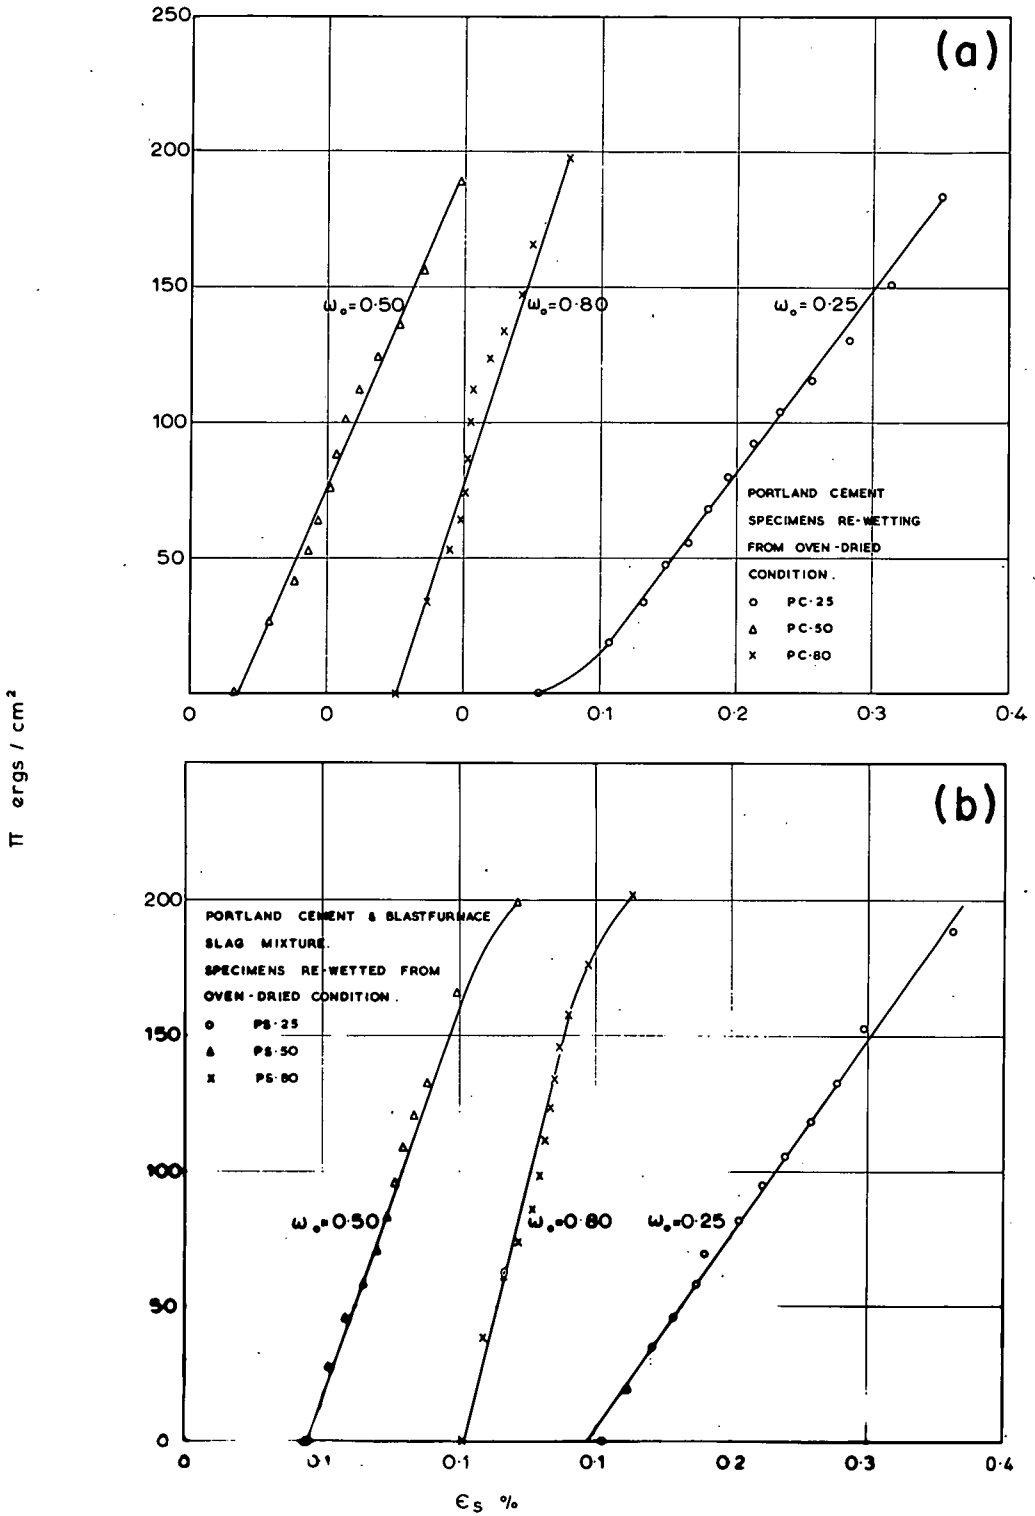 250
(a)
200
150
ω₀=0·50
ω₀=0·80
ω₀=0·25
100
PORTLAND CEMENT
SPECIMENS RE-WETTING
FROM OVEN-DRIED
CONDITION.
50
PC·25
PC·50
PC·80
0 0 0 0·1 0·2 0·3 0·4
Π ergs / cm²
(b)
200
PORTLAND CEMENT & BLASTFURNACE
SLAG MIXTURE.
SPECIMENS RE-WETTED FROM
OVEN-DRIED CONDITION.
PS·25
150
PS·50
PS·80
100
ω₀=0·50
ω₀=0·80
ω₀=0·25
50
0
0 0·1 0·1 0·1 0·2 0·3 0·4
ϵs %